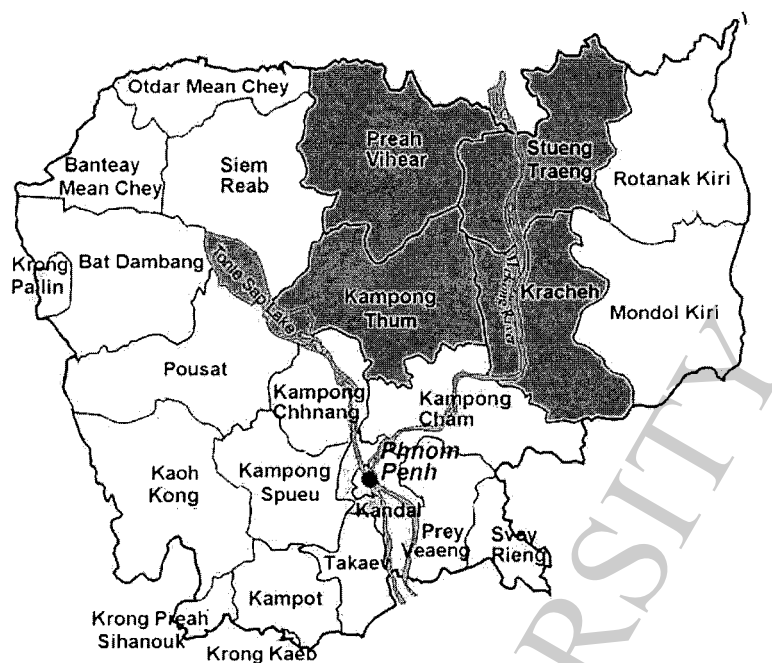 Otdar Mean Chey
Preah
Vihear
Stueng
Traeng
Banteay
Mean Chey
Siem
Reab
Rotanak Kiri
Krong
Pailin
Bat Dambang
Tonle Sap Lake
Kampong
Thum
River
Kracheh
Mondol Kiri
Pousat
Kampong
Chhnang
Kampong
Cham
Phnom
Penh
Kaoh
Kong
Kampong
Spueu
Kandal
Prey
Veaeng
Svay
Rieng
Takaev
Kampot
Krong Preah
Sihanouk
Krong Kaeb
RSITY